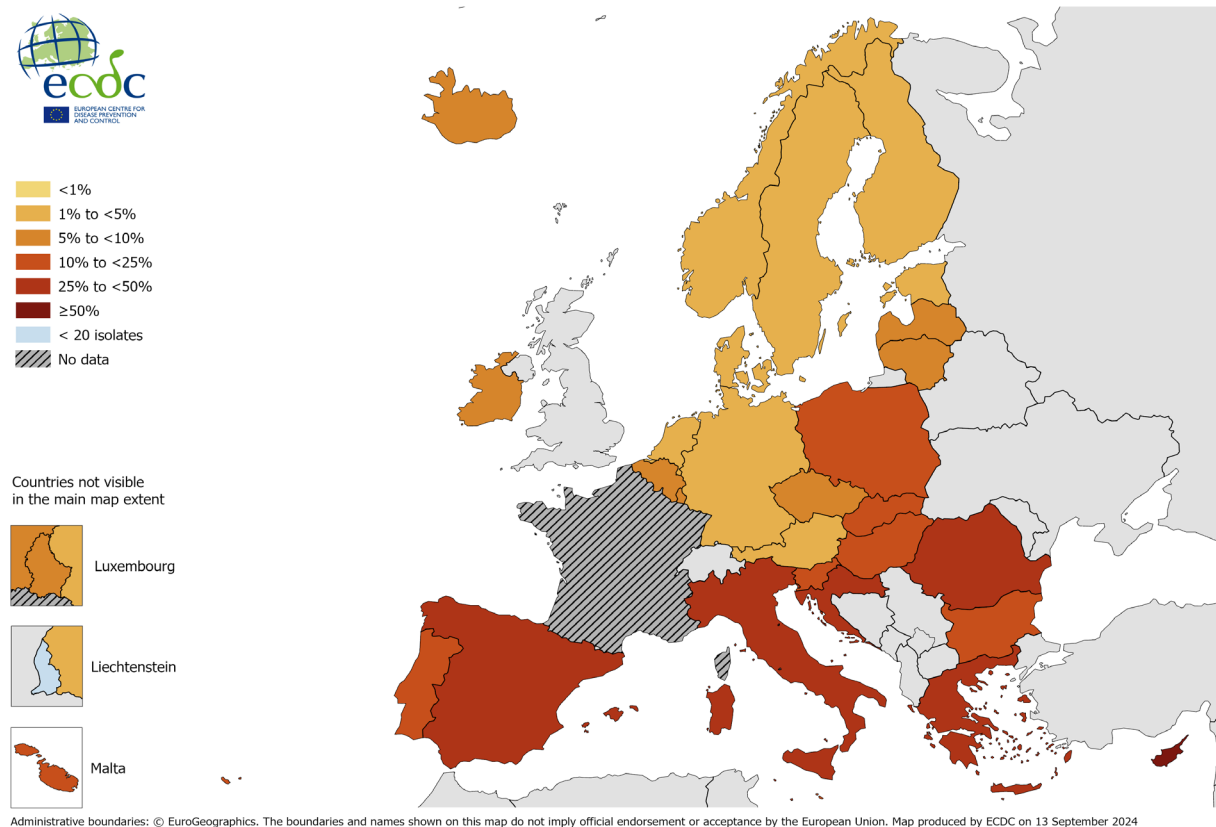 ecdc
EUROPEAN CENTRE FOR
DISEASE PREVENTION
AND CONTROL
<1%
1% to <5%
5% to <10%
10% to <25%
25% to <50%
≥50%
< 20 isolates
No data
Countries not visible
in the main map extent
Luxembourg
Liechtenstein
Malta
Administrative boundaries: © EuroGeographics. The boundaries and names shown on this map do not imply official endorsement or acceptance by the European Union. Map produced by ECDC on 13 September 2024